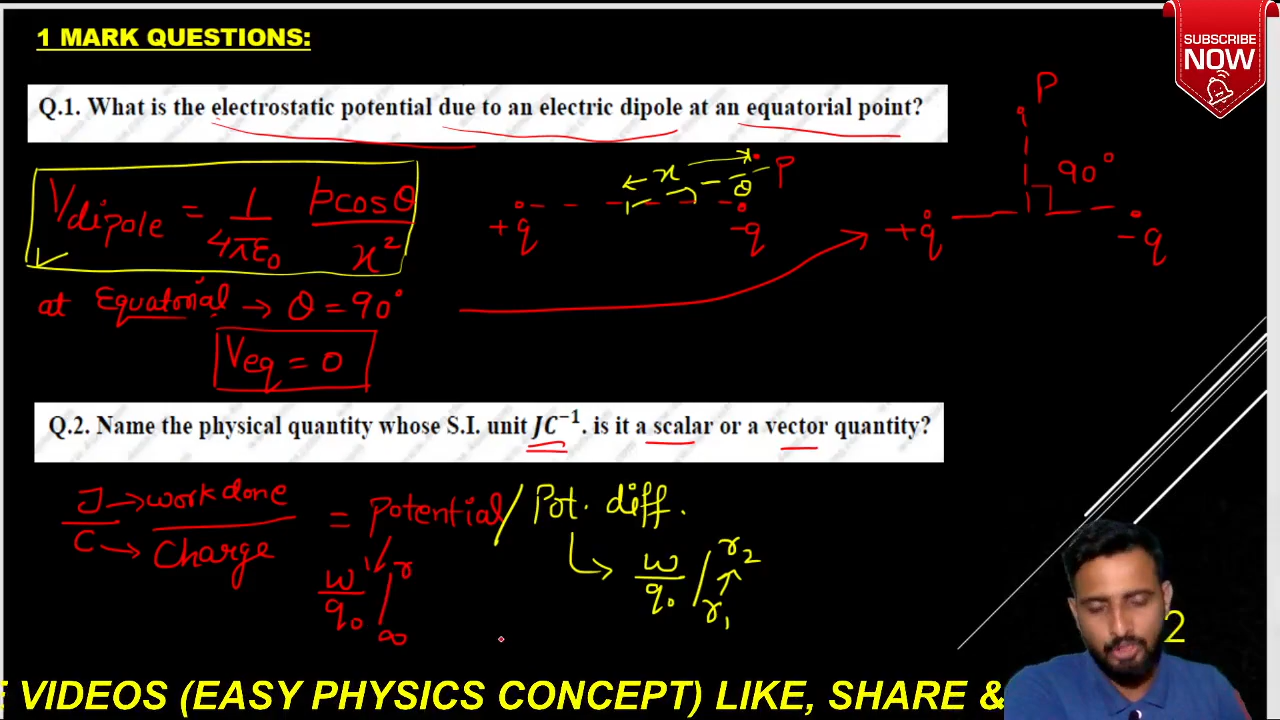 1 MARK QUESTIONS:
SUBSCRIBE
NOW
Q.1. What is the electrostatic potential due to an electric dipole at an equatorial point?
P
90°
+q
-q
x
θ
P
+q
-q
Vdipole = 1/4πε₀ pcosθ/x²
at Equatorial → θ = 90°
Veq = 0
Q.2. Name the physical quantity whose S.I. unit JC⁻¹. is it a scalar or a vector quantity?
J → work done
C → Charge
= Potential / Pot. diff.
w/q₀ / r
∞
w/q₀ / r₂
r₁
2
E VIDEOS (EASY PHYSICS CONCEPT) LIKE, SHARE &